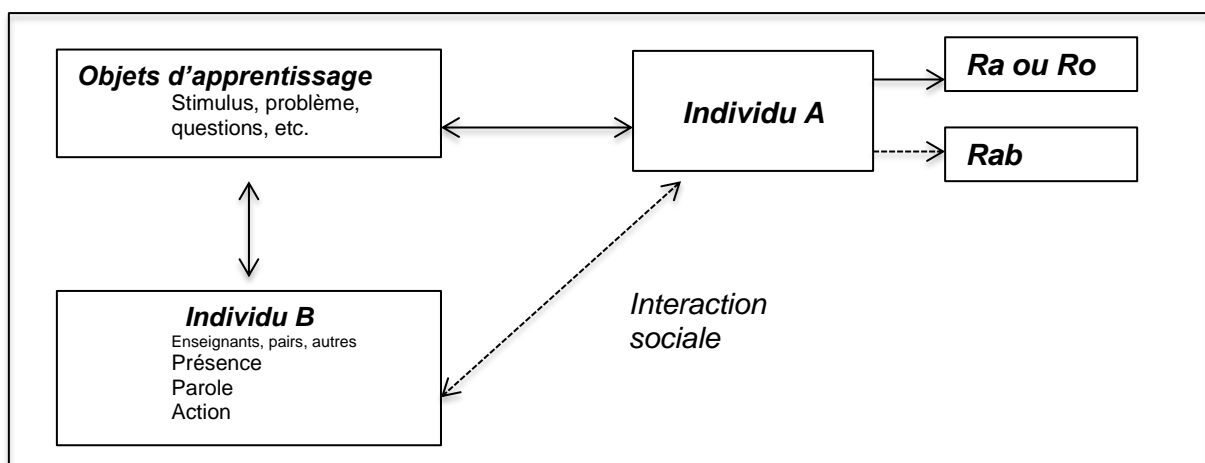 Objets d’apprentissage
Stimulus, problème,
questions, etc.
Individu A
Ra ou Ro
Rab
Individu B
Enseignants, pairs, autres
Présence
Parole
Action
Interaction
sociale